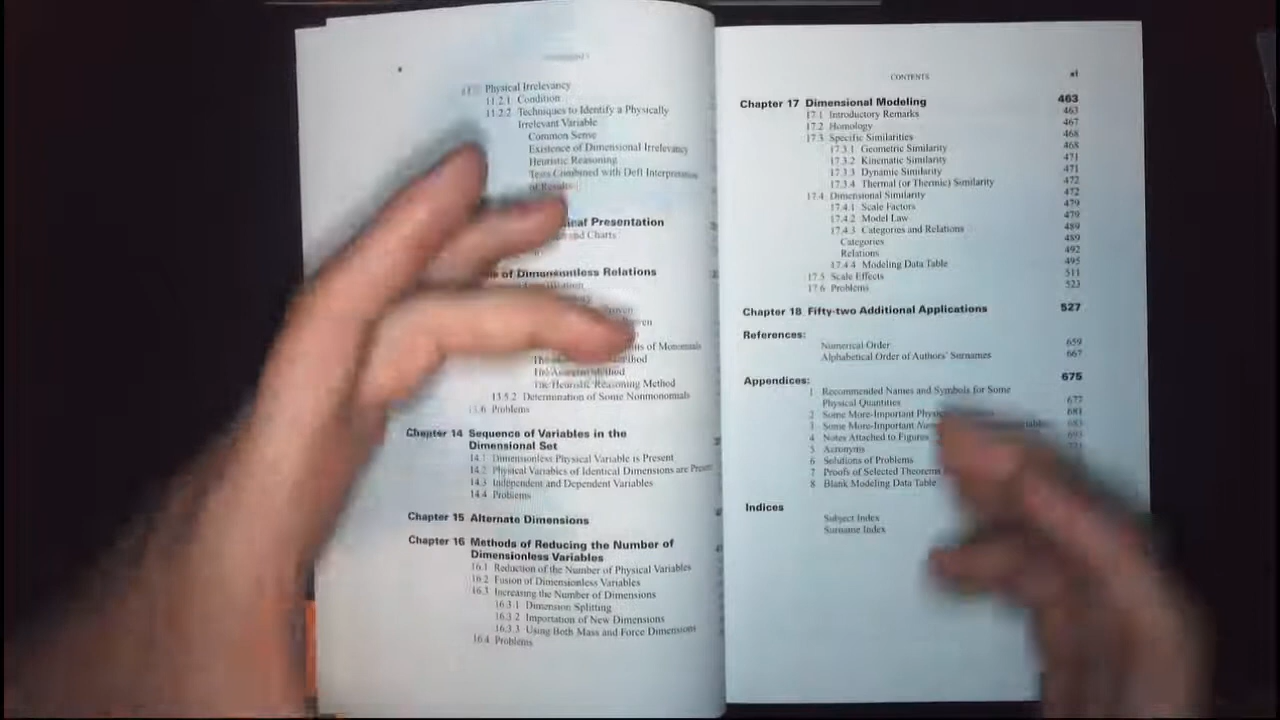 Physical Irrelevancy
11.2.1 Condition
11.2.2 Techniques to Identify a Physically
Irrelevant Variable
Common Sense
Existence of Dimensional Irrelevancy
Heuristic Reasoning
Tests Combined with Deft
of Results
Presentation
and Charts
of Dimensionless Relations
of Monomials
Method
The Heuristic Reasoning Method
13.5.2 Determination of Some Nonmonomials
13.6 Problems
Chapter 14 Sequence of Variables in the
Dimensional Set
14.1 Dimensionless Physical Variable is Present
14.2 Physical Variables of Identical Dimensions are
14.3 Independent and Dependent Variables
14.4 Problems
Chapter 15 Alternate Dimensions
Chapter 16 Methods of Reducing the Number of
Dimensionless Variables
16.1 Reduction of the Number of Physical Variables
16.2 Fusion of Dimensionless Variables
16.3 Increasing the Number of Dimensions
16.3.1 Dimension Splitting
16.3.2 Importation of New Dimensions
16.3.3 Using Both Mass and Force Dimensions
16.4 Problems
CONTENTS xi
Chapter 17 Dimensional Modeling 463
17.1 Introductory Remarks 463
17.2 Homology 467
17.3 Specific Similarities 468
17.3.1 Geometric Similarity 468
17.3.2 Kinematic Similarity 471
17.3.3 Dynamic Similarity 471
17.3.4 Thermal (or Thermic) Similarity 472
17.4 Dimensional Similarity 472
17.4.1 Scale Factors 479
17.4.2 Model Law 479
17.4.3 Categories and Relations 489
Categories 489
Relations 492
17.4.4 Modeling Data Table 495
17.5 Scale Effects 511
17.6 Problems 523
Chapter 18 Fifty-two Additional Applications 527
References:
Numerical Order 659
Alphabetical Order of Authors' Surnames 667
Appendices: 675
1 Recommended Names and Symbols for Some
Physical Quantities 677
2 Some More-Important 681
3 Some More-Important
4 Notes Attached to Figures
5 Acronyms
6 Solutions of Problems
7 Proofs of Selected Theorems
8 Blank Modeling Data Table
Indices
Subject Index
Surname Index